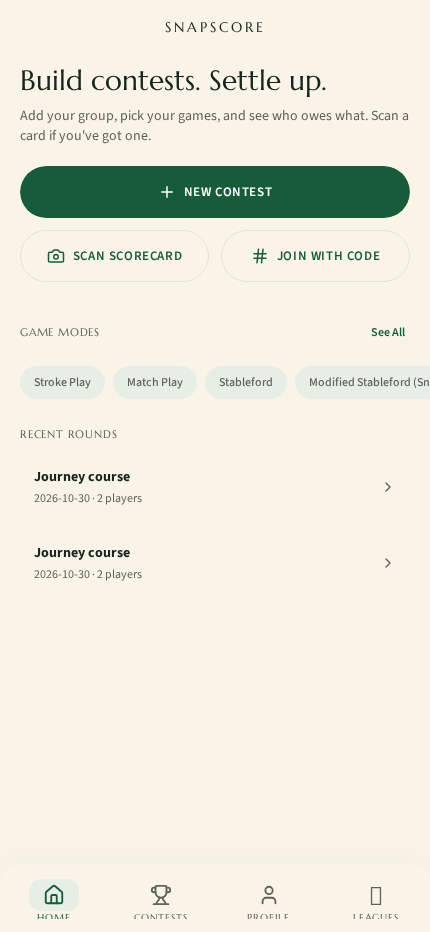 SNAPSCORE
Build contests. Settle up.
Add your group, pick your games, and see who owes what. Scan a
card if you've got one.
NEW CONTEST
SCAN SCORECARD
JOIN WITH CODE
GAME MODES
See All
Stroke Play
Match Play
Stableford
Modified Stableford (Sn
RECENT ROUNDS
Journey course
2026-10-30 · 2 players
Journey course
2026-10-30 · 2 players
HOME
CONTESTS
PROFILE
LEAGUES